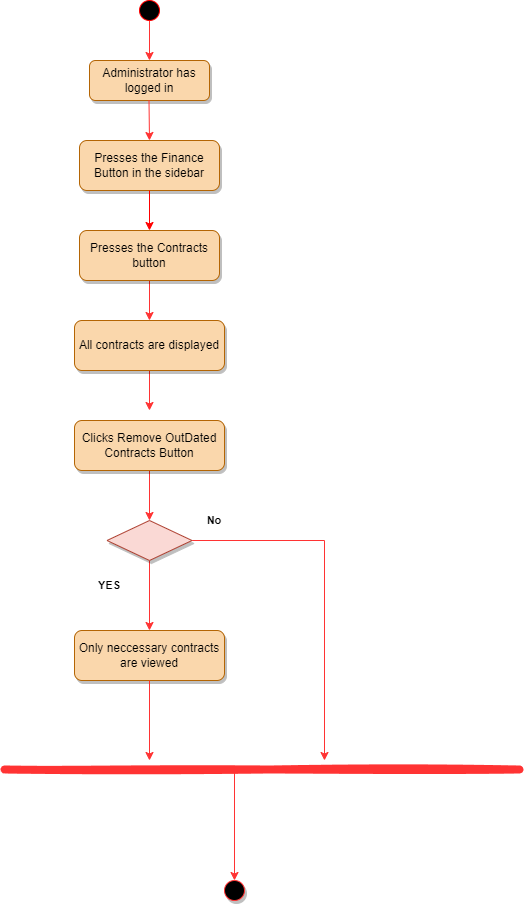 Administrator has
logged in
Presses the Finance
Button in the sidebar
Presses the Contracts
button
All contracts are displayed
Clicks Remove OutDated
Contracts Button
No
YES
Only neccessary contracts
are viewed